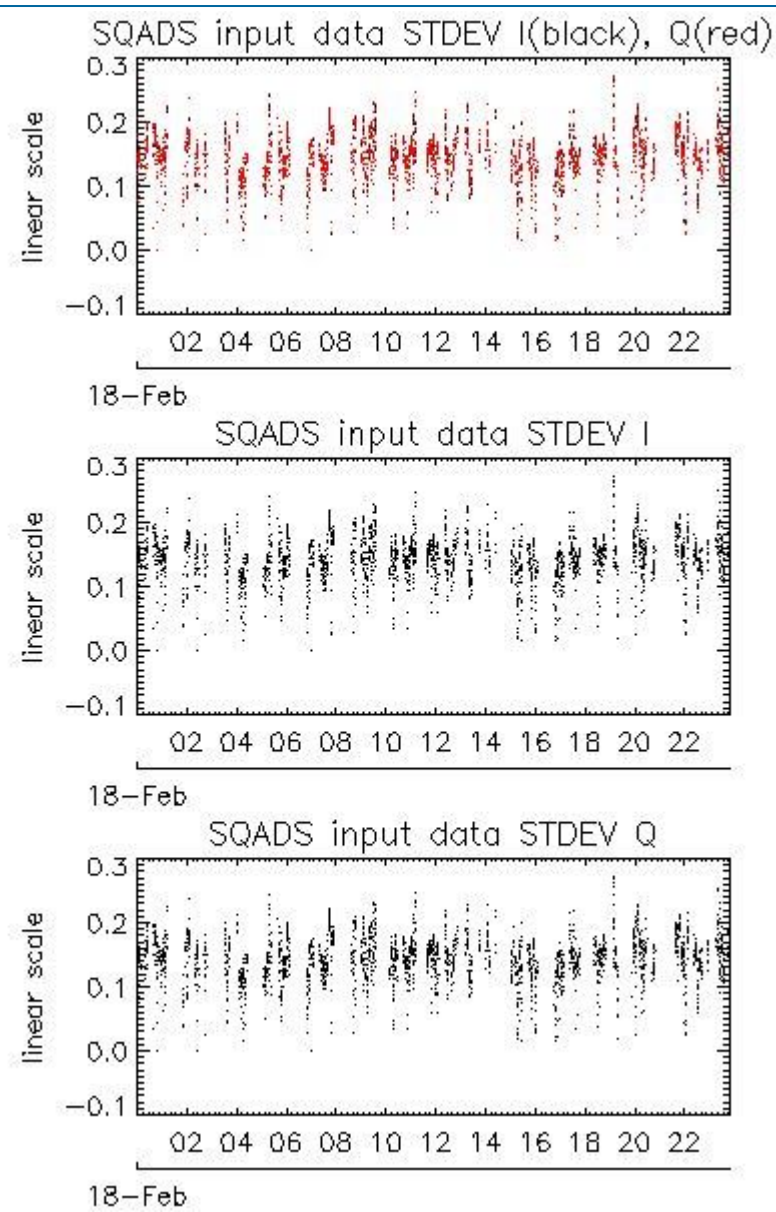 SQADS input data STDEV I(black), Q(red)
0.3
0.2
0.1
0.0
−0.1
linear scale
02 04 06 08 10 12 14 16 18 20 22
18−Feb
SQADS input data STDEV I
0.3
0.2
0.1
0.0
−0.1
linear scale
02 04 06 08 10 12 14 16 18 20 22
18−Feb
SQADS input data STDEV Q
0.3
0.2
0.1
0.0
−0.1
linear scale
02 04 06 08 10 12 14 16 18 20 22
18−Feb